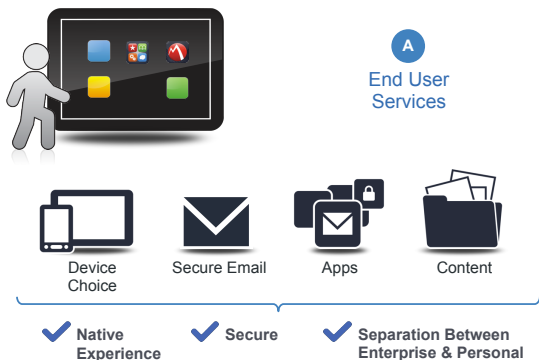 A
End User
Services
Device
Choice
Secure Email
Apps
Content
Native
Experience
Secure
Separation Between
Enterprise & Personal